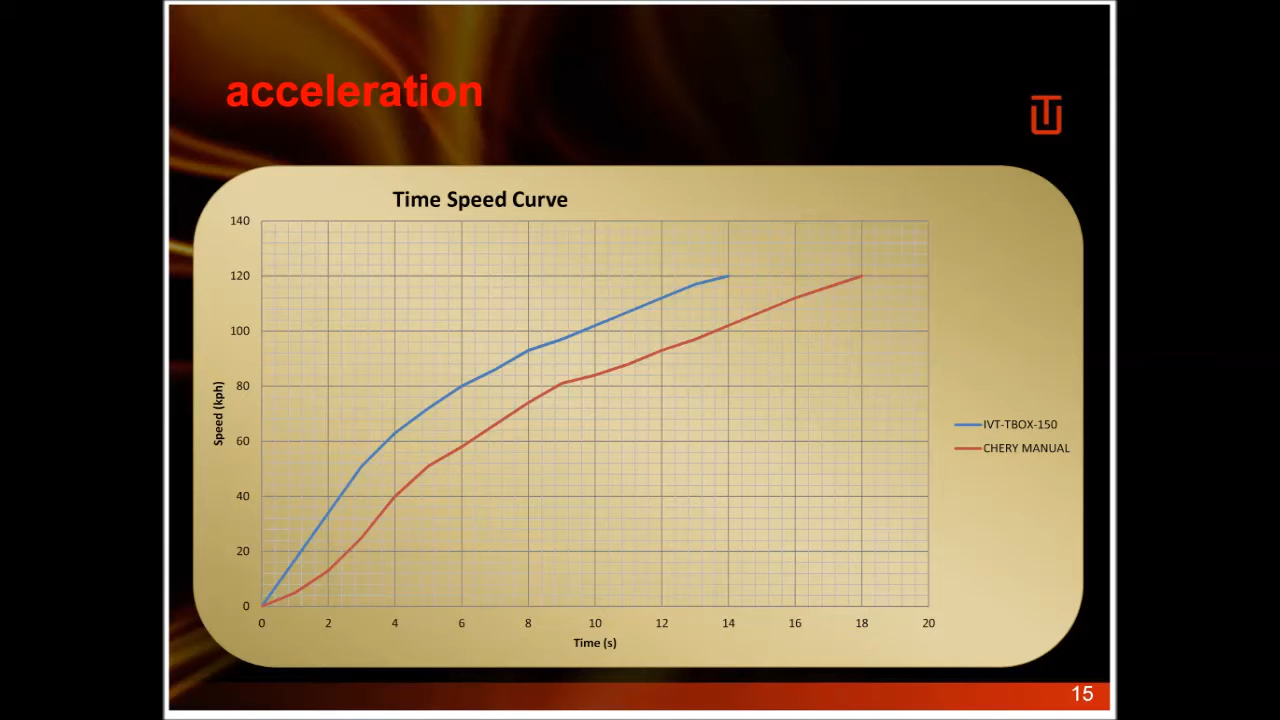 acceleration
Time Speed Curve
140
120
100
80
60
40
20
0
Speed (kph)
0 2 4 6 8 10 12 14 16 18 20
Time (s)
IVT-TBOX-150
CHERY MANUAL
15